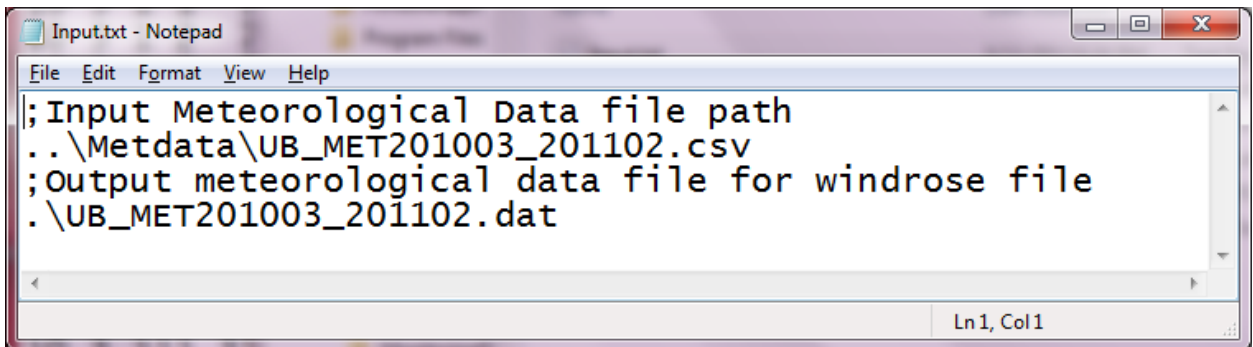 Input.txt - Notepad
File Edit Format View Help
;Input Meteorological Data file path
..\Metdata\UB_MET201003_201102.csv
;Output meteorological data file for windrose file
.\UB_MET201003_201102.dat
Ln 1, Col 1